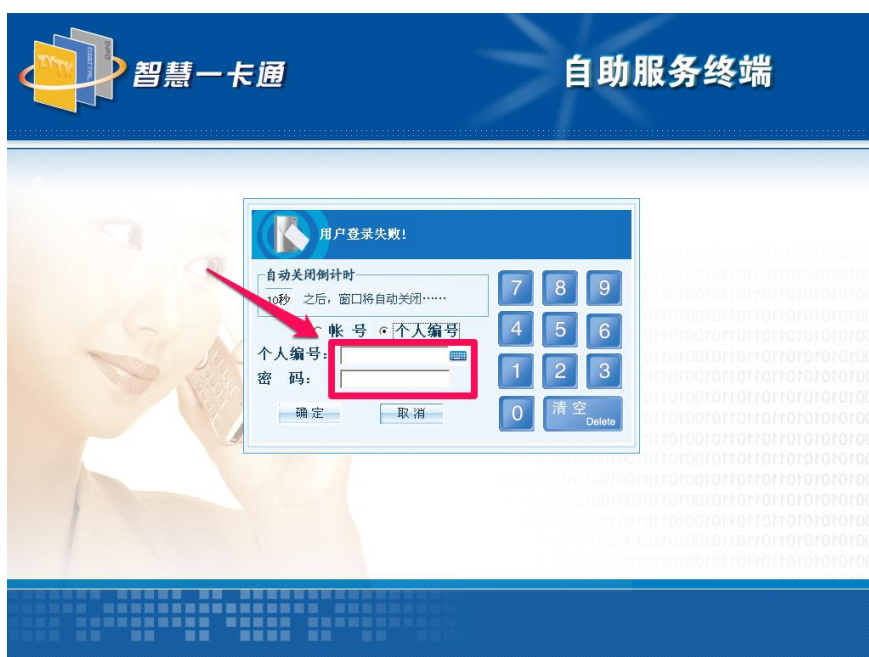 智慧一卡通
自助服务终端
用户登录失败!
自动关闭倒计时
10秒 之后，窗口将自动关闭……
帐 号 个人编号
个人编号:
密 码:
确定 取消
7 8 9
4 5 6
1 2 3
0 清空 Delete